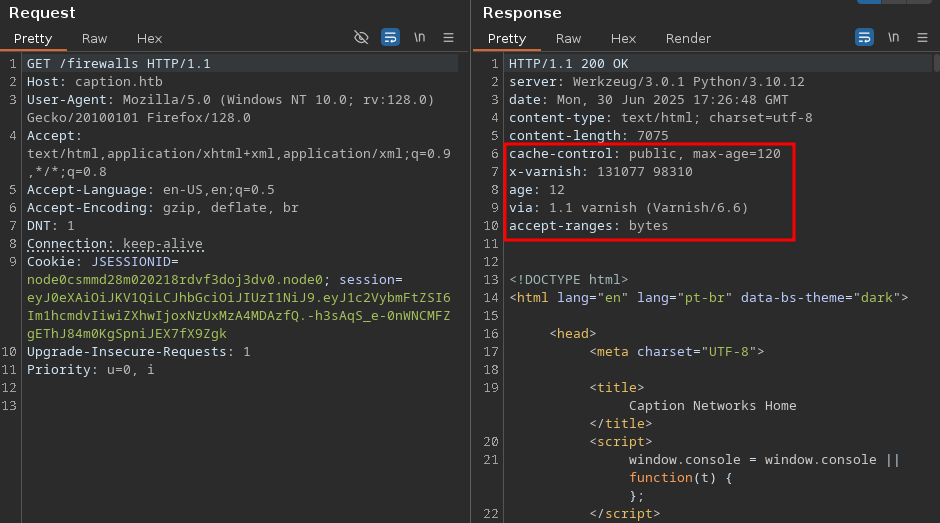 Request
Pretty Raw Hex \n
1 GET /firewalls HTTP/1.1
2 Host: caption.htb
3 User-Agent: Mozilla/5.0 (Windows NT 10.0; rv:128.0)
Gecko/20100101 Firefox/128.0
4 Accept:
text/html,application/xhtml+xml,application/xml;q=0.9
,*/*;q=0.8
5 Accept-Language: en-US,en;q=0.5
6 Accept-Encoding: gzip, deflate, br
7 DNT: 1
8 Connection: keep-alive
9 Cookie: JSESSIONID=
node0csmmd28m020218rdvf3doj3dv0.node0; session=
eyJ0eXAiOiJKV1QiLCJhbGciOiJIUzI1NiJ9.eyJ1c2VybmFtZSI6
Im1hcmdvIiwiZXhwIjoxNzUxMzA4MDAzfQ.-h3sAqS_e-0nWNCMFZ
gEThJ84m0KgSpniJEX7fX9Zgk
10 Upgrade-Insecure-Requests: 1
11 Priority: u=0, i
12
13
Response
Pretty Raw Hex Render \n
1 HTTP/1.1 200 OK
2 server: Werkzeug/3.0.1 Python/3.10.12
3 date: Mon, 30 Jun 2025 17:26:48 GMT
4 content-type: text/html; charset=utf-8
5 content-length: 7075
6 cache-control: public, max-age=120
7 x-varnish: 131077 98310
8 age: 12
9 via: 1.1 varnish (Varnish/6.6)
10 accept-ranges: bytes
11
12
13 <!DOCTYPE html>
14 <html lang="en" lang="pt-br" data-bs-theme="dark">
15
16 <head>
17 <meta charset="UTF-8">
18
19 <title>
Caption Networks Home
</title>
20 <script>
21 window.console = window.console ||
function(t) {
};
22 </script>